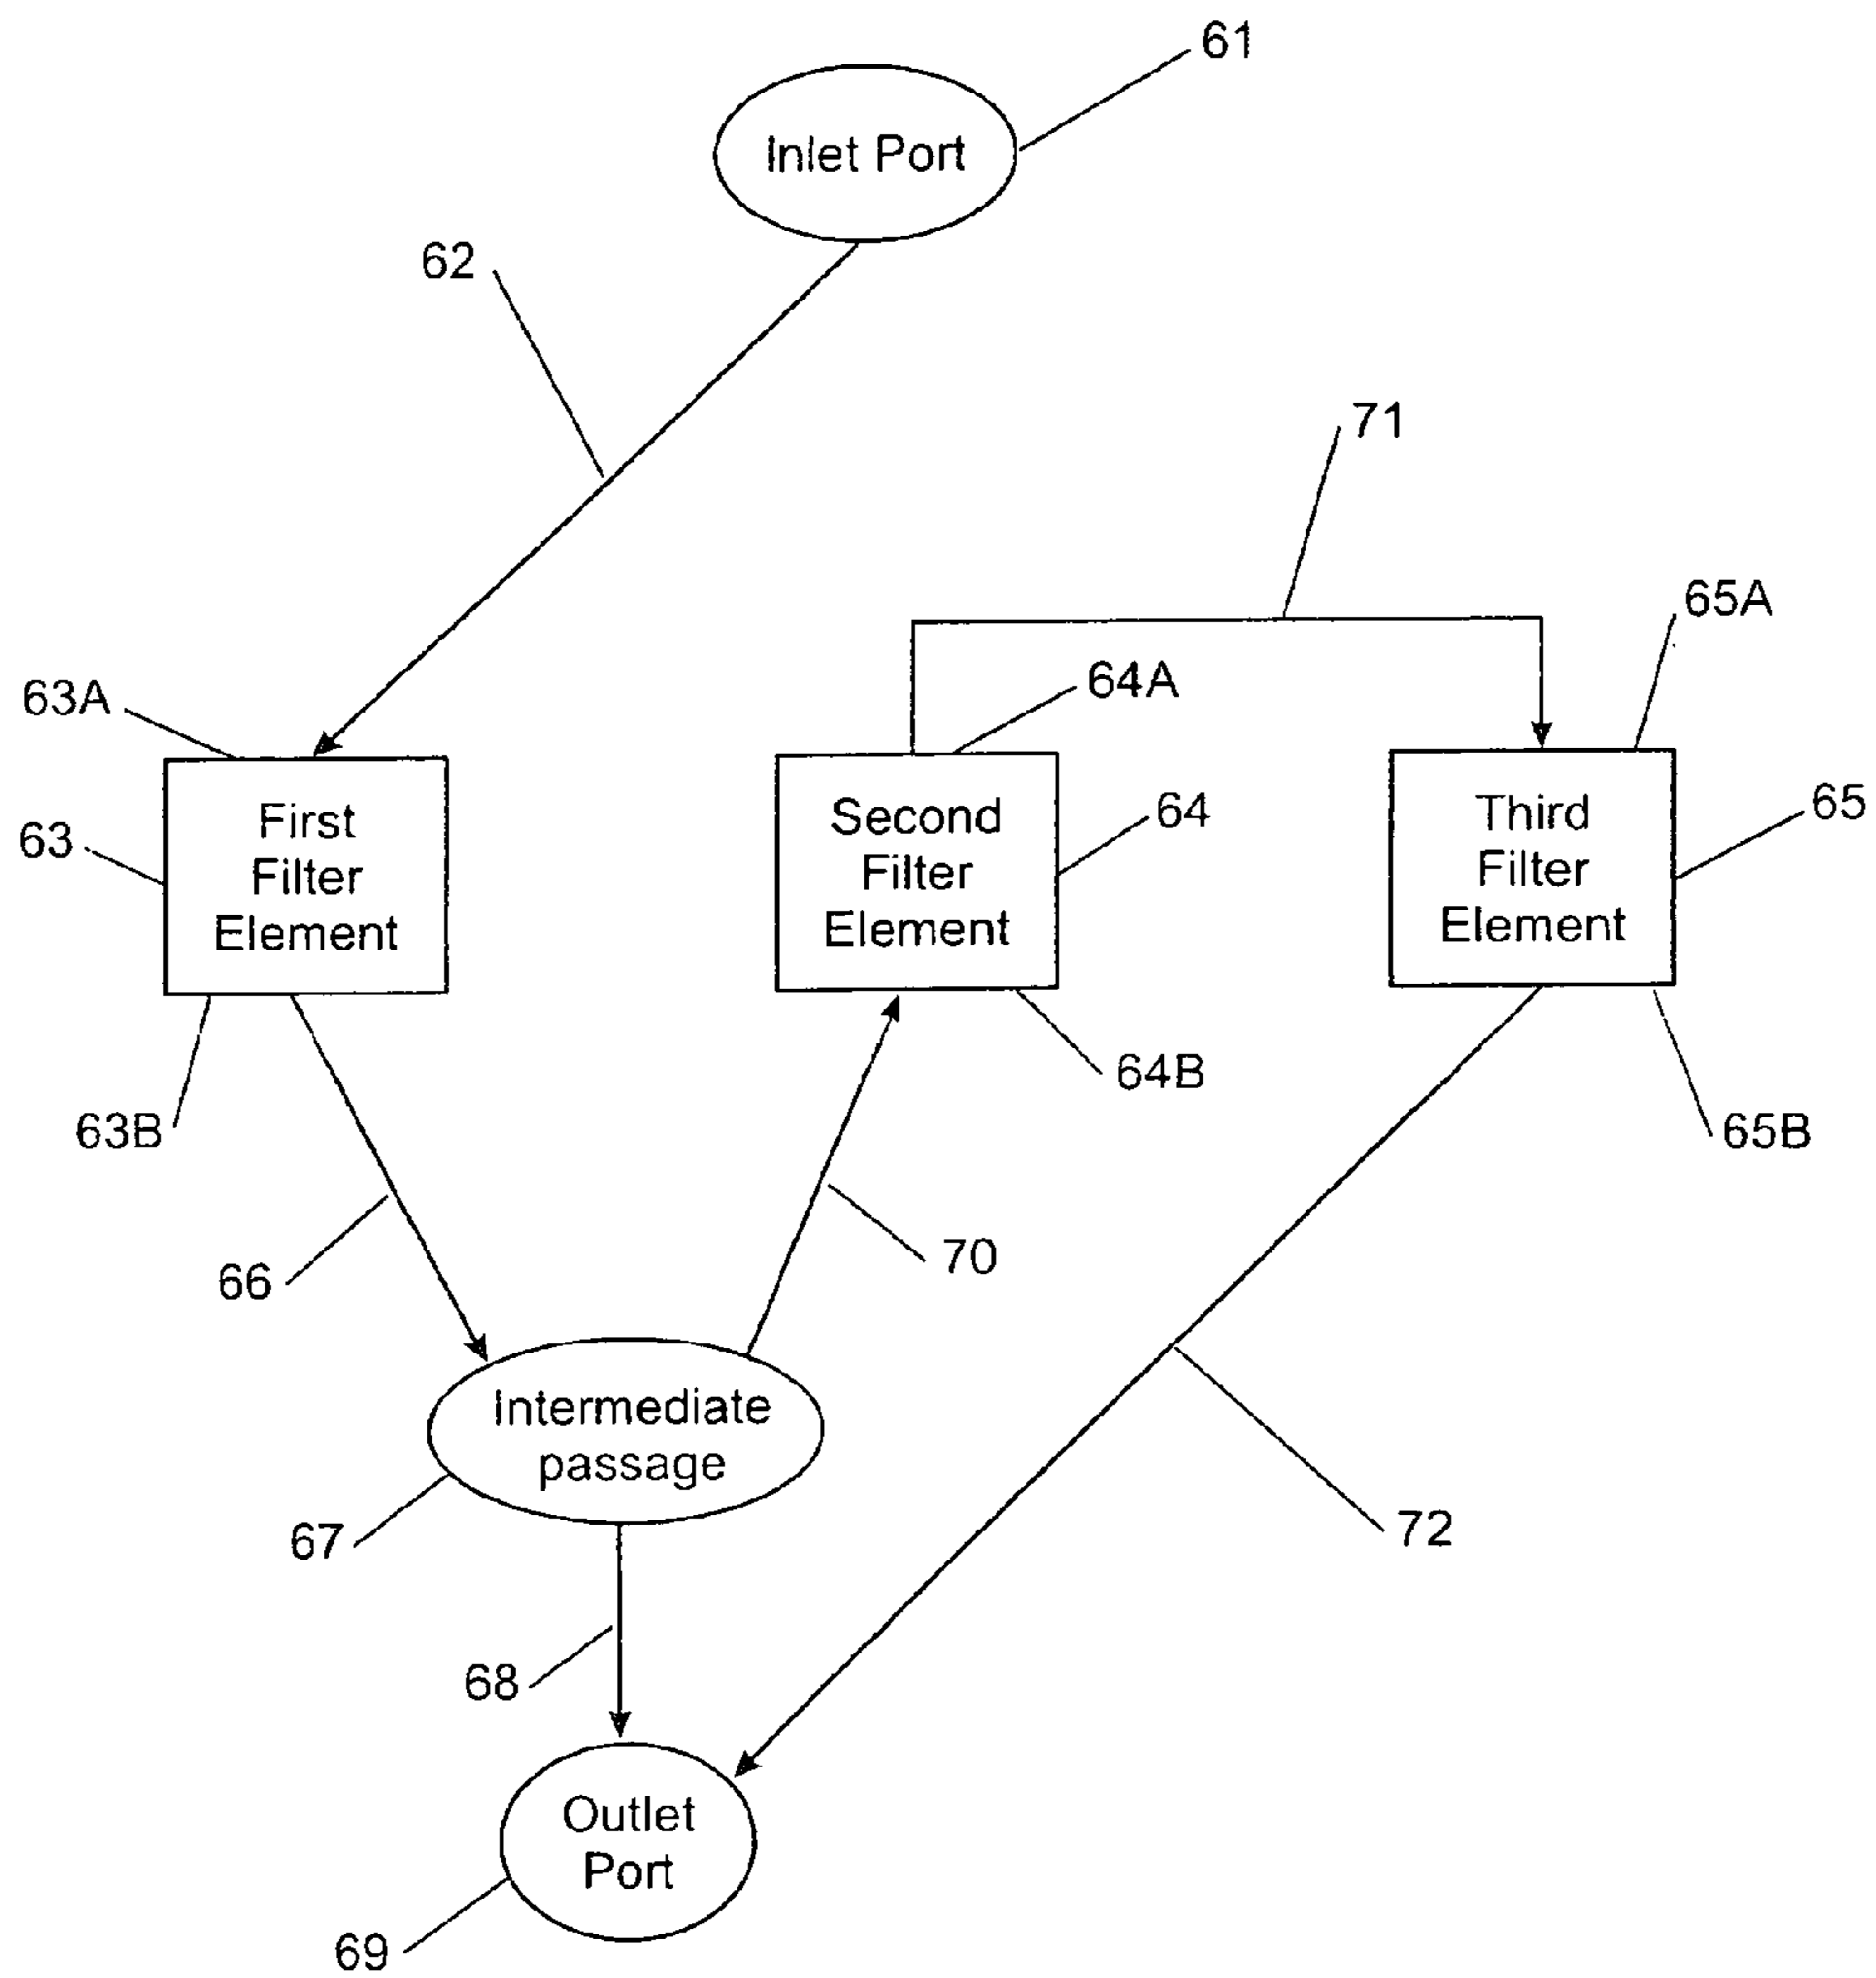 61
Inlet Port
62
71
65A
63A
64A
63
First
Filter
Element
Second
Filter
Element
64
Third
Filter
Element
65
63B
64B
65B
66
70
Intermediate
passage
67
72
68
Outlet
Port
69